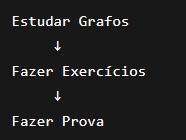 Estudar Grafos
↓
Fazer Exercícios
↓
Fazer Prova